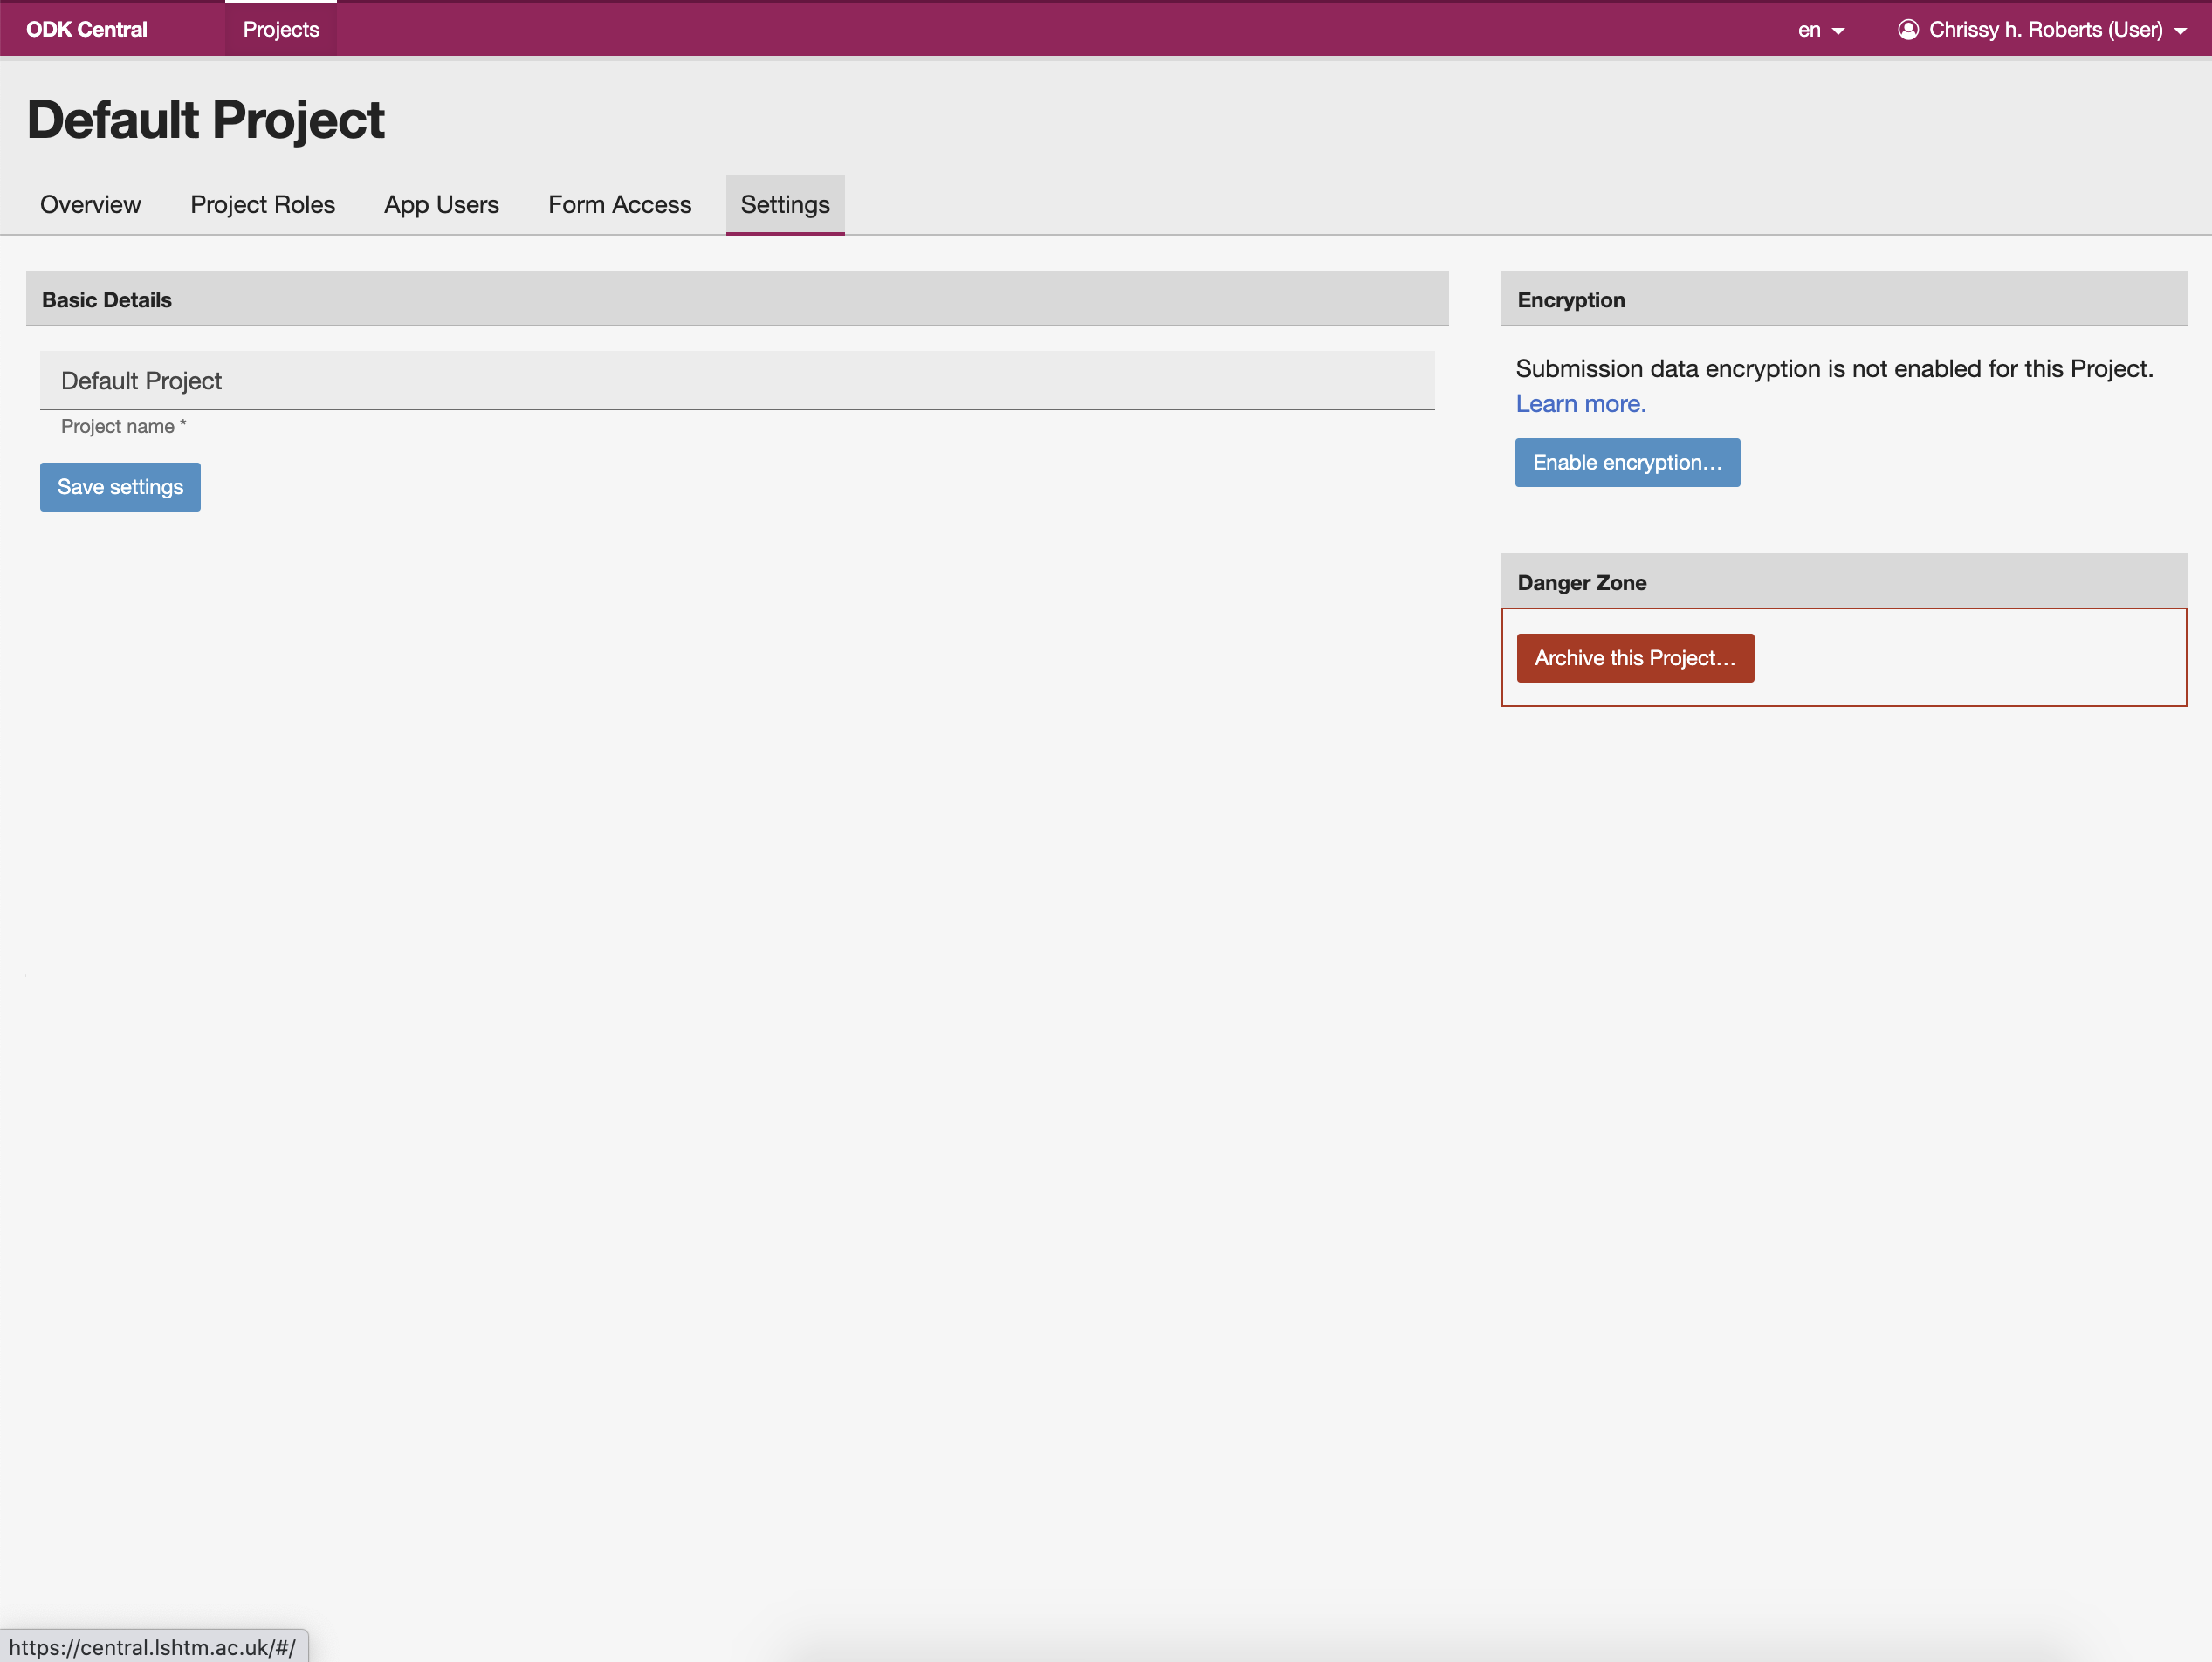 ODK Central
Projects
en
Chrissy h. Roberts (User)
Default Project
Overview
Project Roles
App Users
Form Access
Settings
Basic Details
Default Project
Project name *
Save settings
Encryption
Submission data encryption is not enabled for this Project.
Learn more.
Enable encryption...
Danger Zone
Archive this Project...
https://central.lshtm.ac.uk/#/